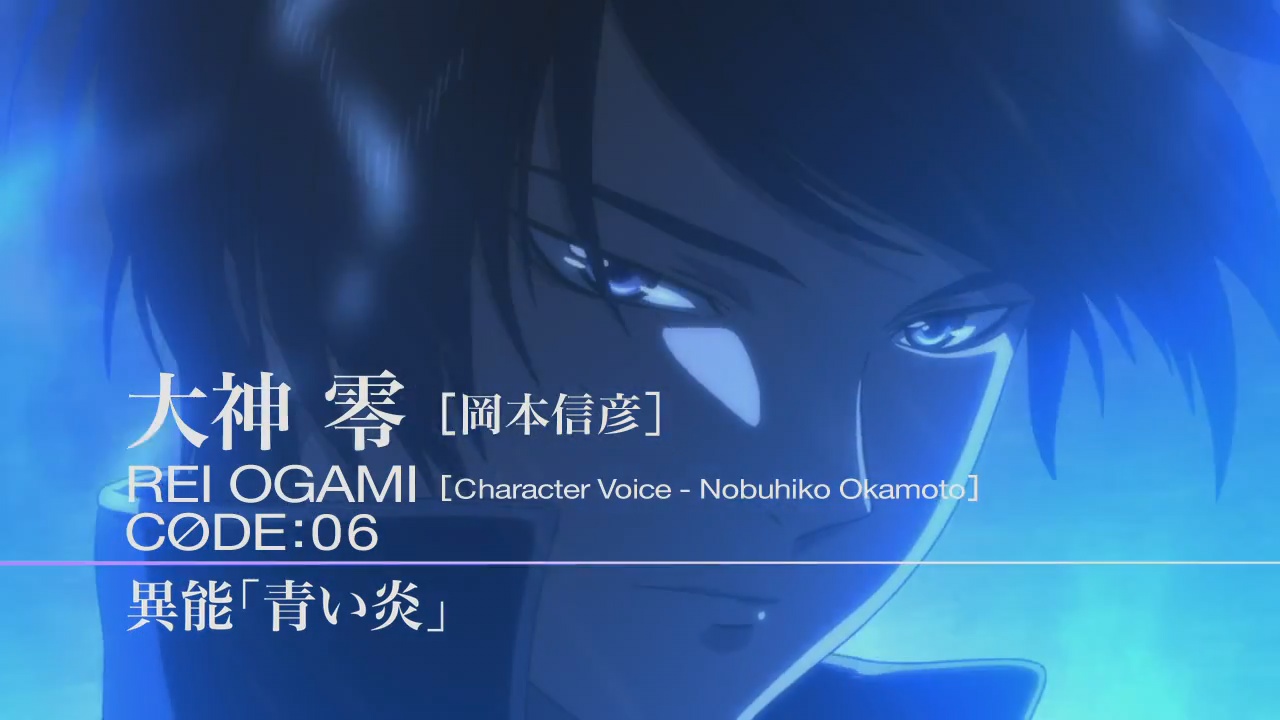 大神 零 [岡本信彦]
REI OGAMI [Character Voice - Nobuhiko Okamoto]
CØDE:06
異能「青い炎」